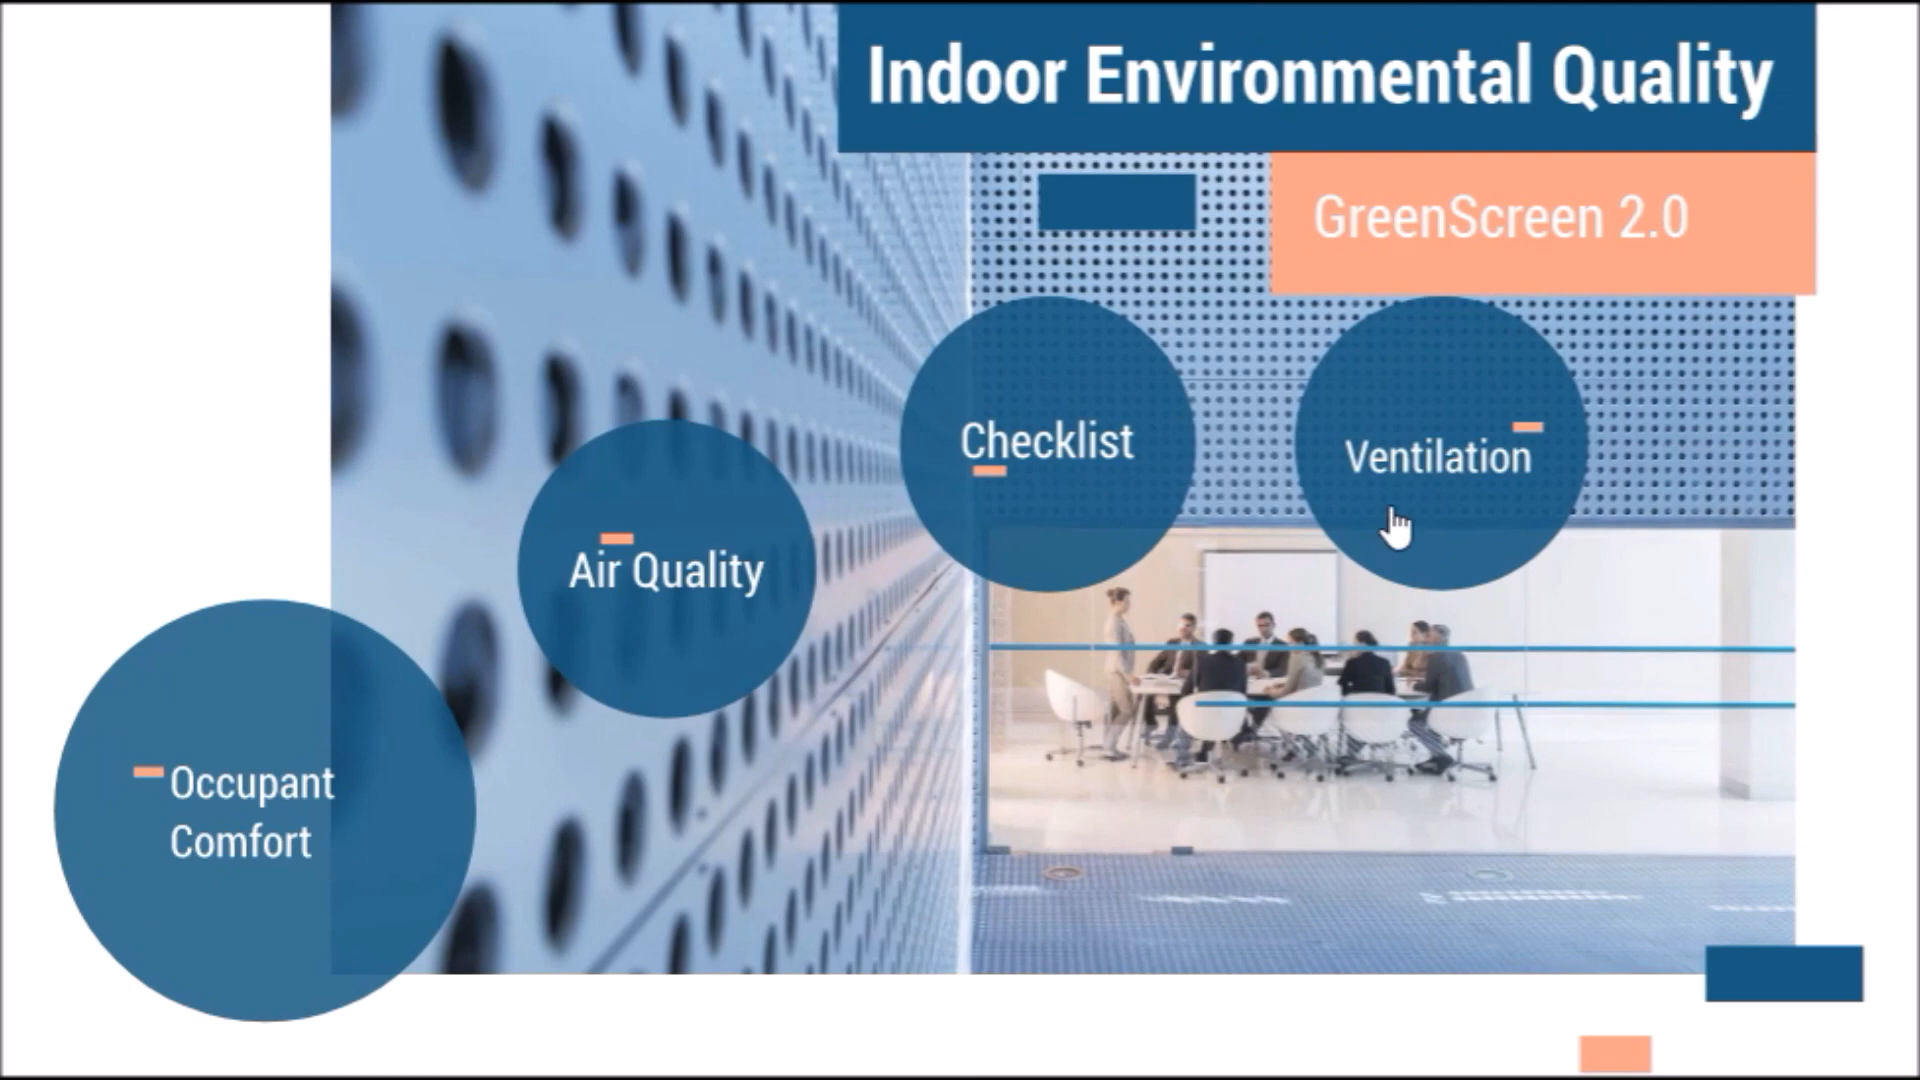 Indoor Environmental Quality
GreenScreen 2.0
Checklist
Ventilation
Air Quality
Occupant
Comfort